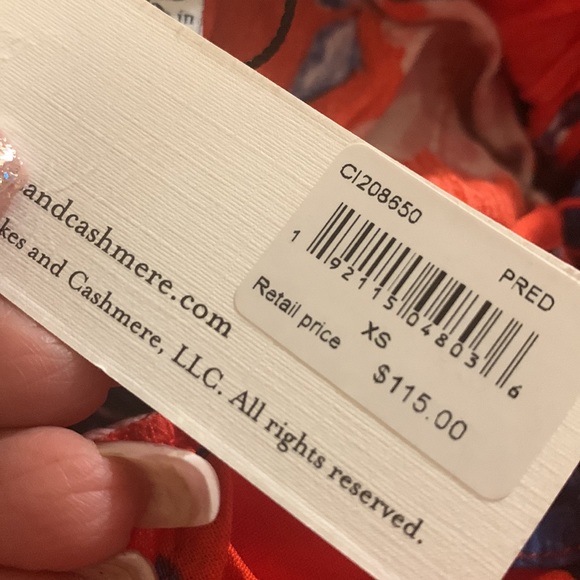 in
andcashmere.com
kes and Cashmere, LLC. All rights reserved.
CI208650
PRED
1 92115 04803 6
XS
Retail price $115.00